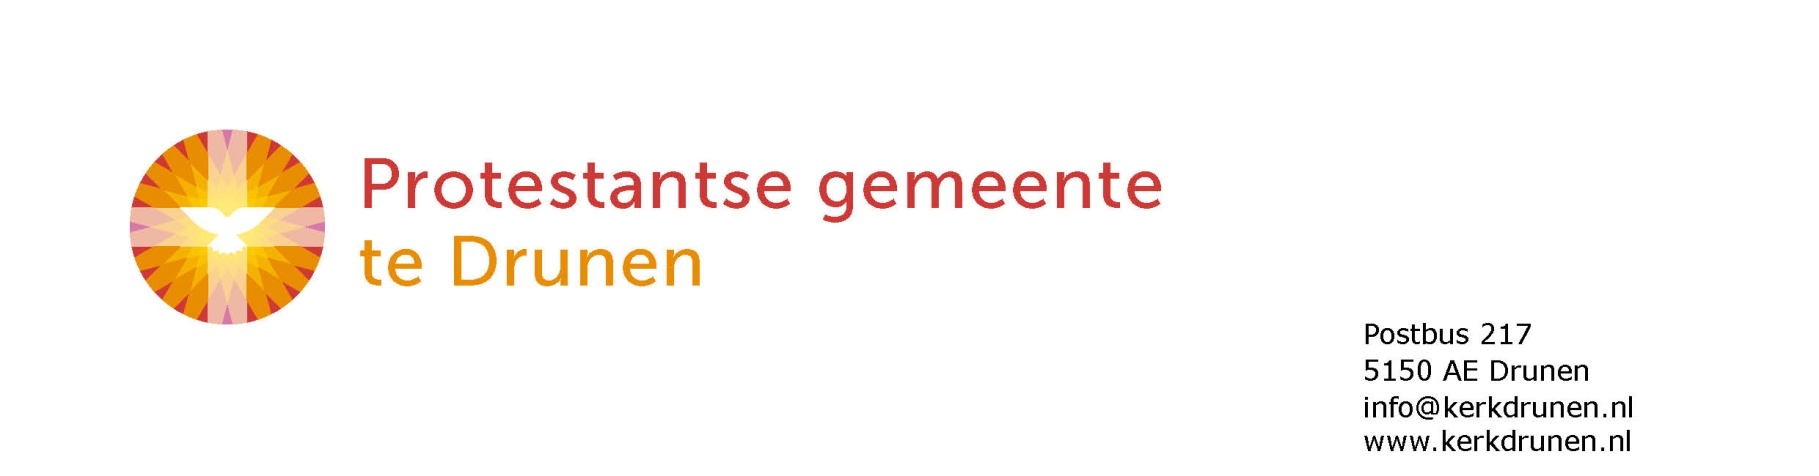 Protestantse gemeente
te Drunen
Postbus 217
5150 AE Drunen
info@kerkdrunen.nl
www.kerkdrunen.nl